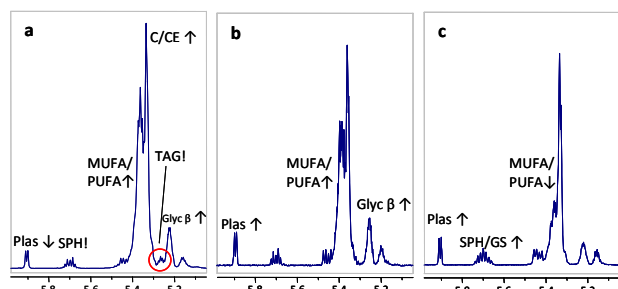 a
C/CE ↑
TAG!
MUFA/
PUFA↑
Glyc β ↑
Plas ↓ SPH!
b
MUFA/
PUFA↑
Glyc β ↑
Plas ↑
c
MUFA/
PUFA↓
Plas ↑
SPH/GS ↑
5.8 5.6 5.4 5.2
5.8 5.6 5.4 5.2
5.8 5.6 5.4 5.2